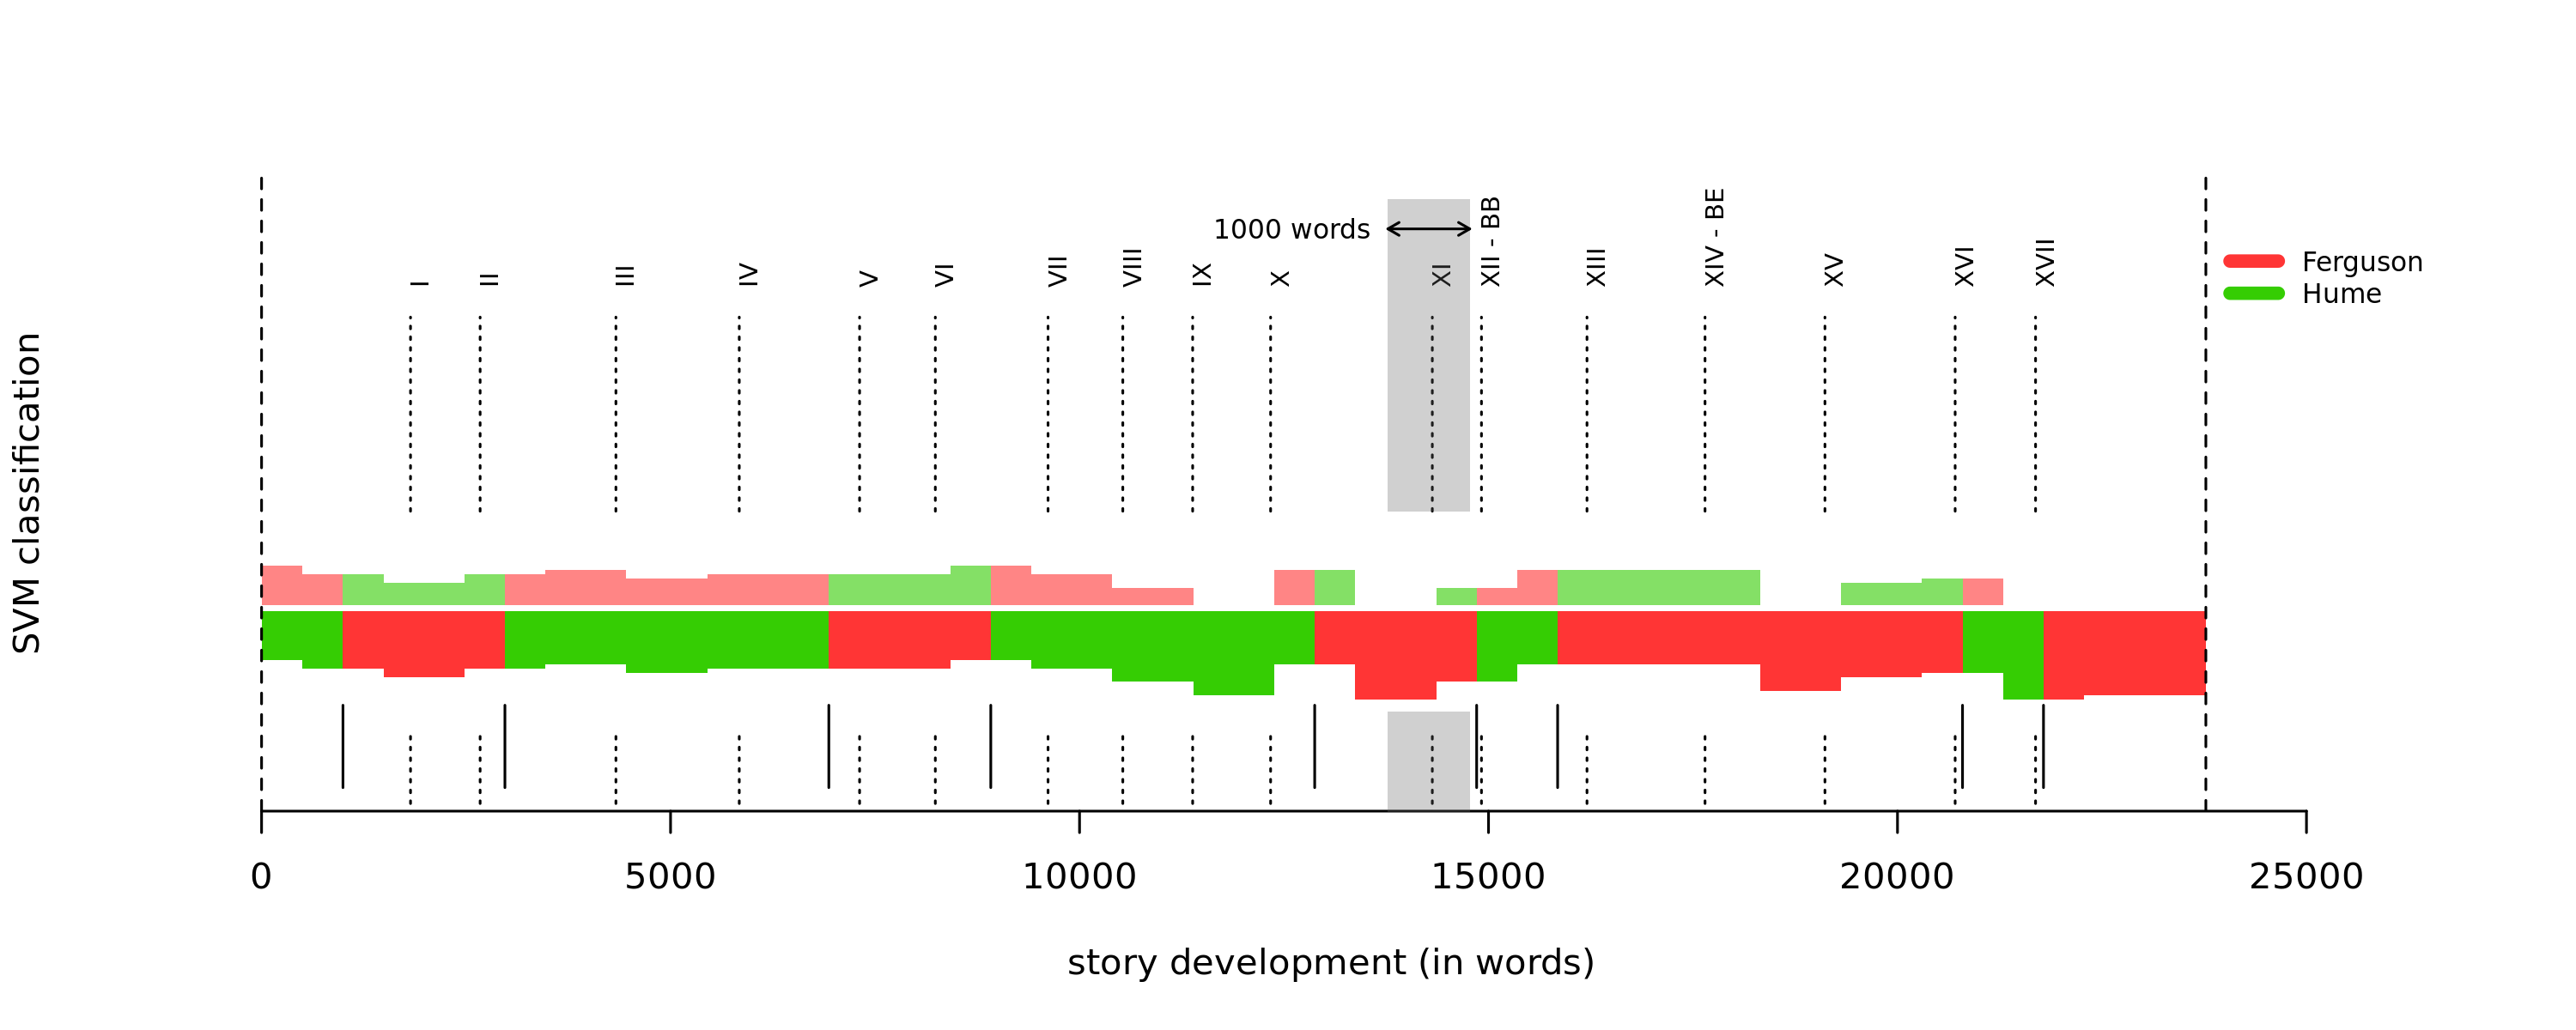 SVM classification
1000 words
I
II
III
IV
V
VI
VII
VIII
IX
X
XI
XII - BB
XIII
XIV - BE
XV
XVI
XVII
Ferguson
Hume
0
5000
10000
15000
20000
25000
story development (in words)